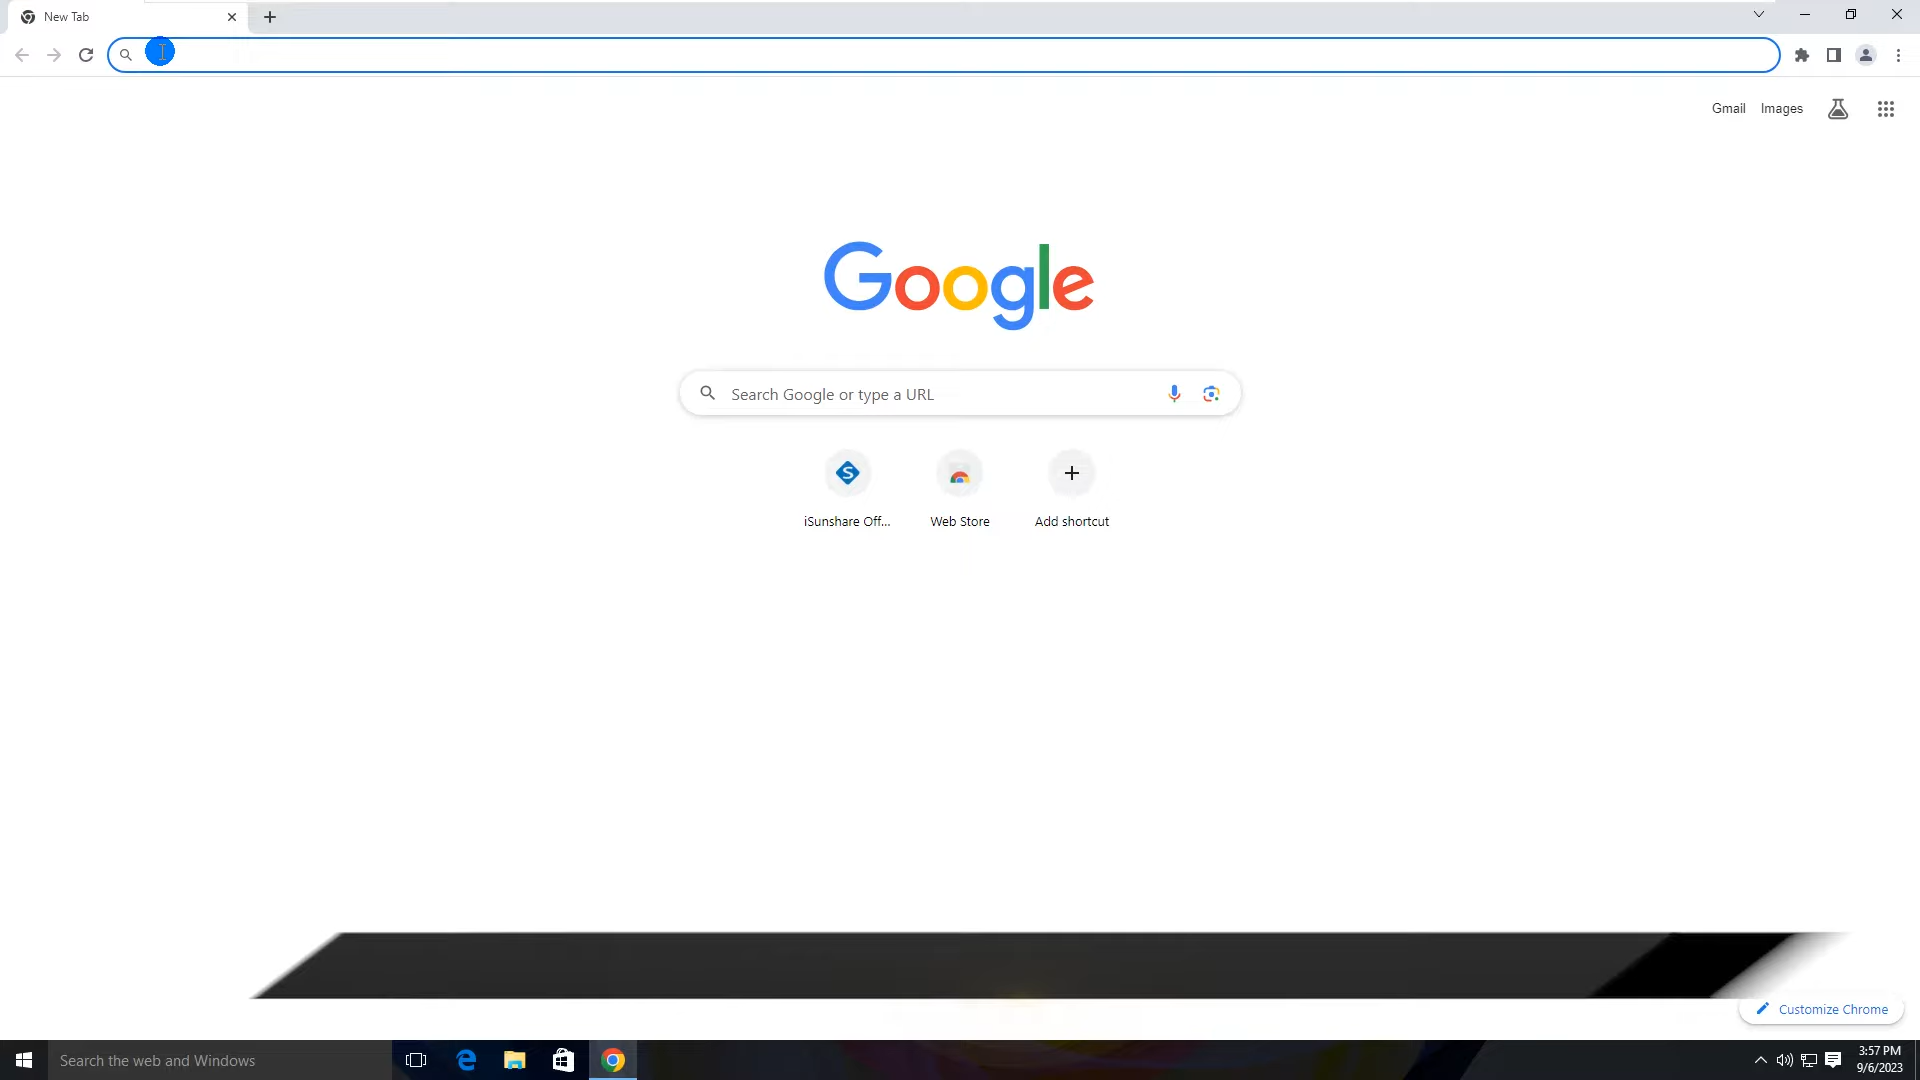 New Tab
Gmail
Images
Google
Search Google or type a URL
iSunshare Off...
Web Store
Add shortcut
Customize Chrome
Search the web and Windows
3:57 PM
9/6/2023